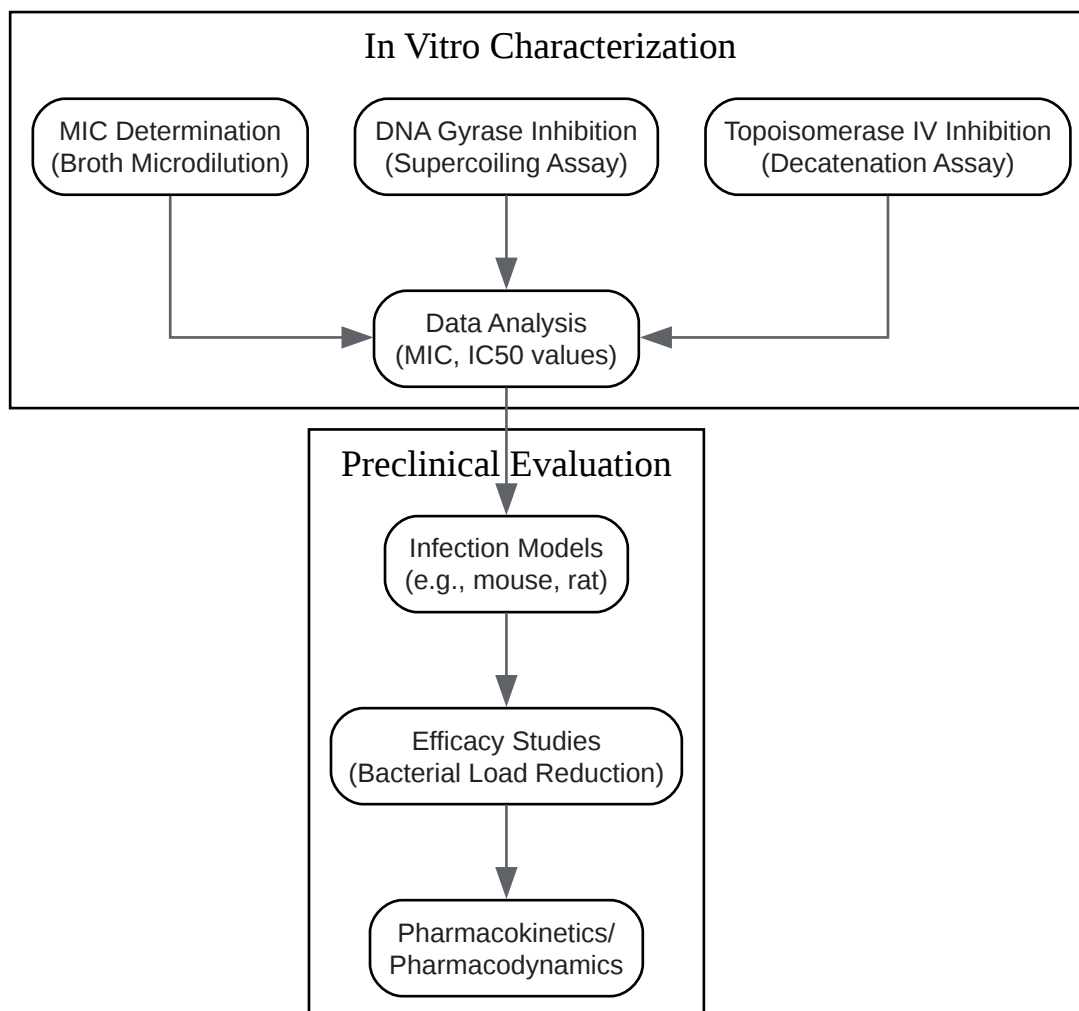 In Vitro Characterization
MIC Determination
(Broth Microdilution)
DNA Gyrase Inhibition
(Supercoiling Assay)
Topoisomerase IV Inhibition
(Decatenation Assay)
Data Analysis
(MIC, IC50 values)
Preclinical Evaluation
Infection Models
(e.g., mouse, rat)
Efficacy Studies
(Bacterial Load Reduction)
Pharmacokinetics/
Pharmacodynamics